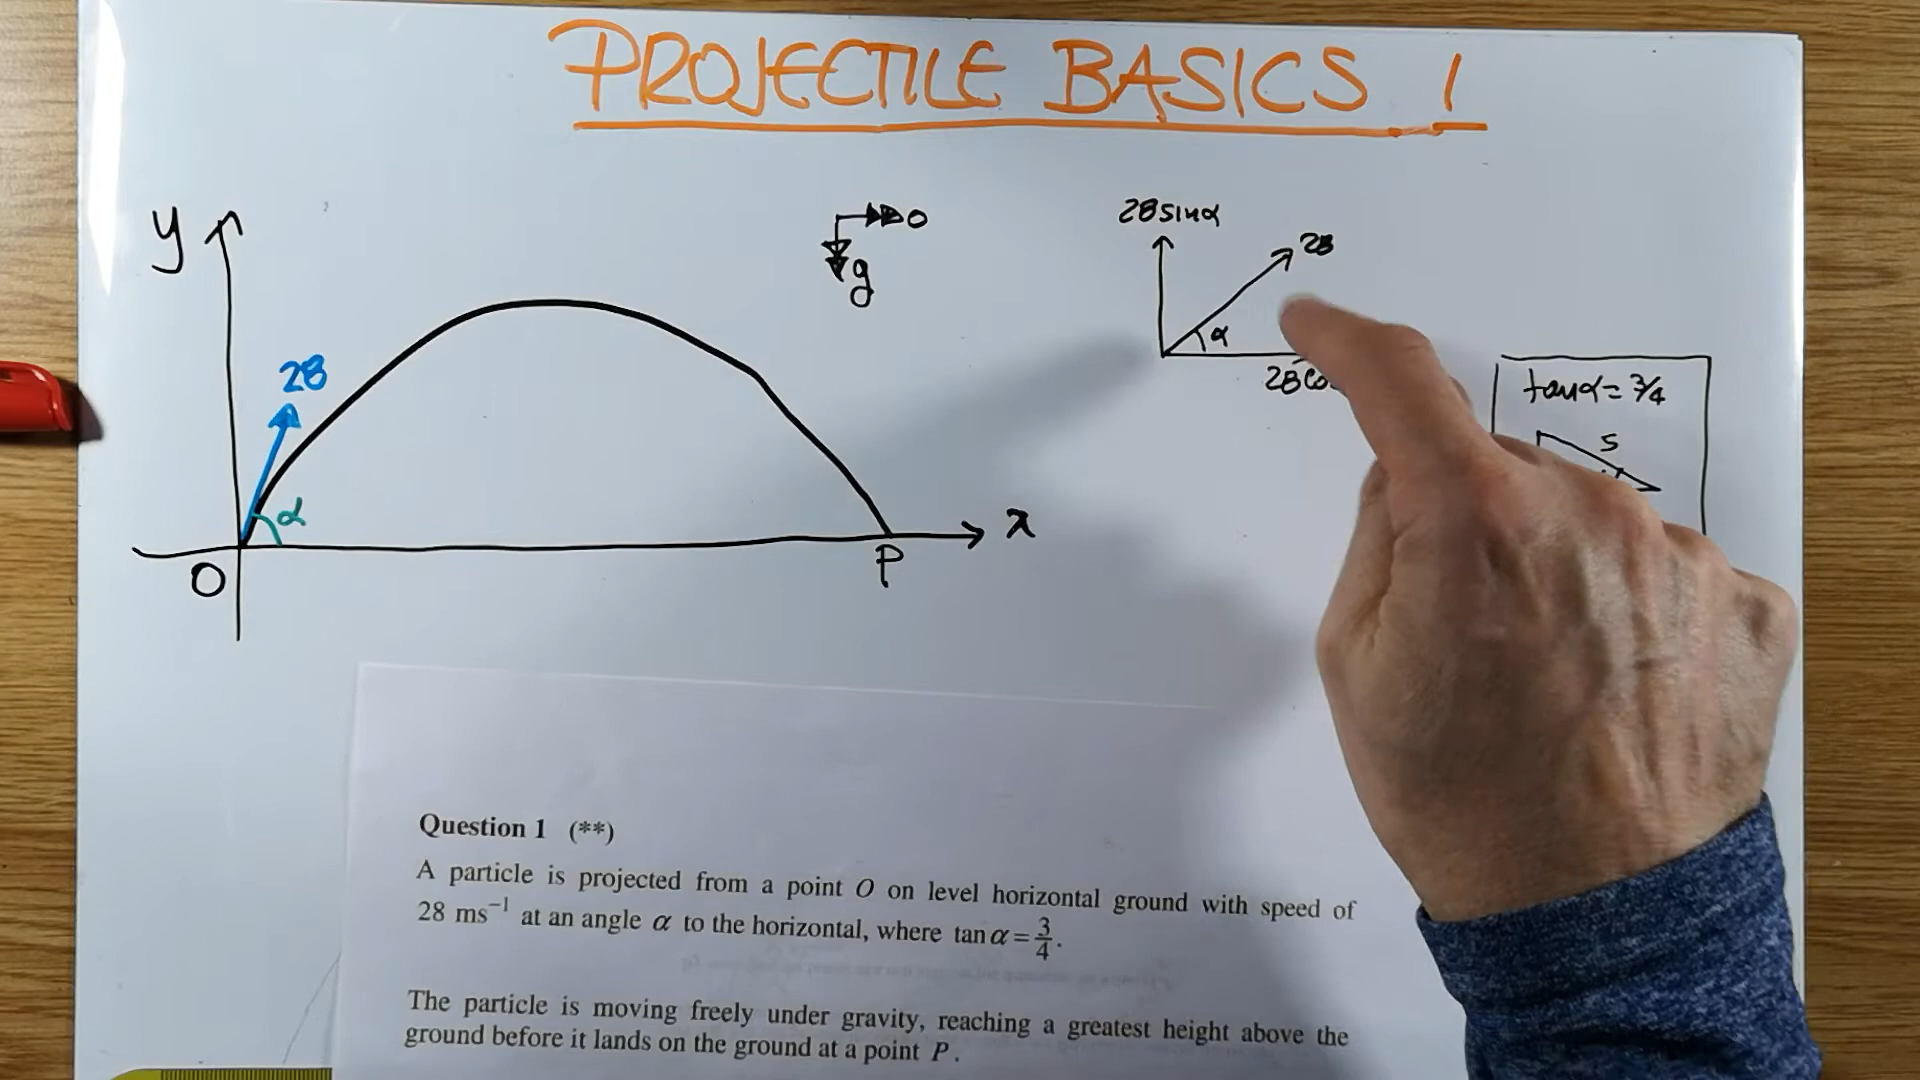 PROJECTILE BASICS 1
y
28
α
O
P
x
0
g
28sinα
28
α
tanα = 3/4
5
Question 1 (**)
A particle is projected from a point O on level horizontal ground with speed of
28 ms⁻¹ at an angle α to the horizontal, where tan α = 3/4.
The particle is moving freely under gravity, reaching a greatest height above the
ground before it lands on the ground at a point P.